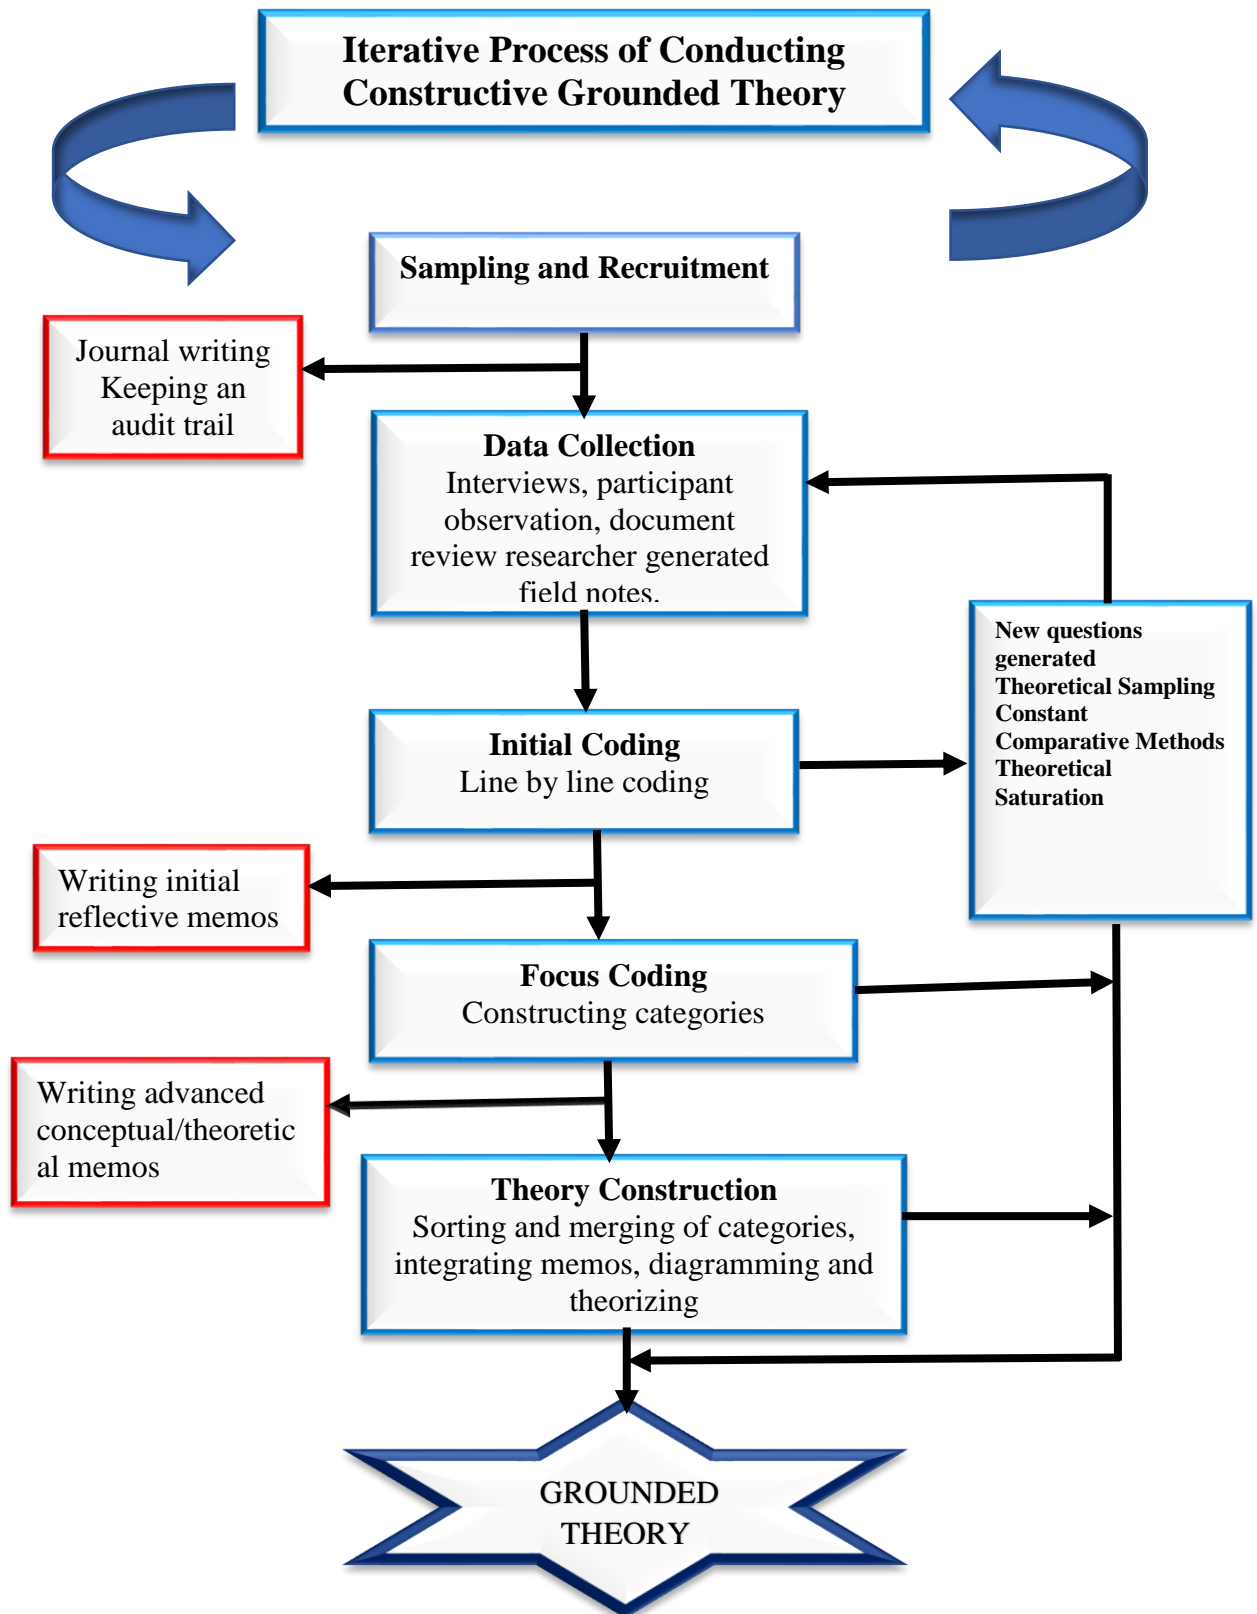 Iterative Process of Conducting
Constructive Grounded Theory
Sampling and Recruitment
Journal writing
Keeping an
audit trail
Data Collection
Interviews, participant
observation, document
review researcher generated
field notes.
New questions
generated
Theoretical Sampling
Constant
Comparative Methods
Theoretical
Saturation
Initial Coding
Line by line coding
Writing initial
reflective memos
Focus Coding
Constructing categories
Writing advanced
conceptual/theoretic
al memos
Theory Construction
Sorting and merging of categories,
integrating memos, diagramming and
theorizing
GROUNDED
THEORY